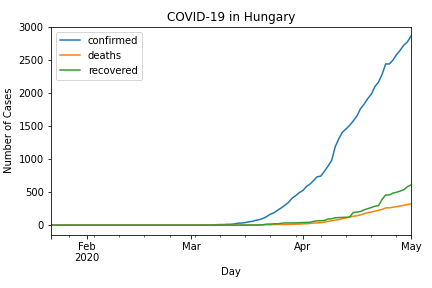 COVID-19 in Hungary
confirmed
deaths
recovered
Number of Cases
3000
2500
2000
1500
1000
500
0
Feb
2020
Mar
Apr
May
Day